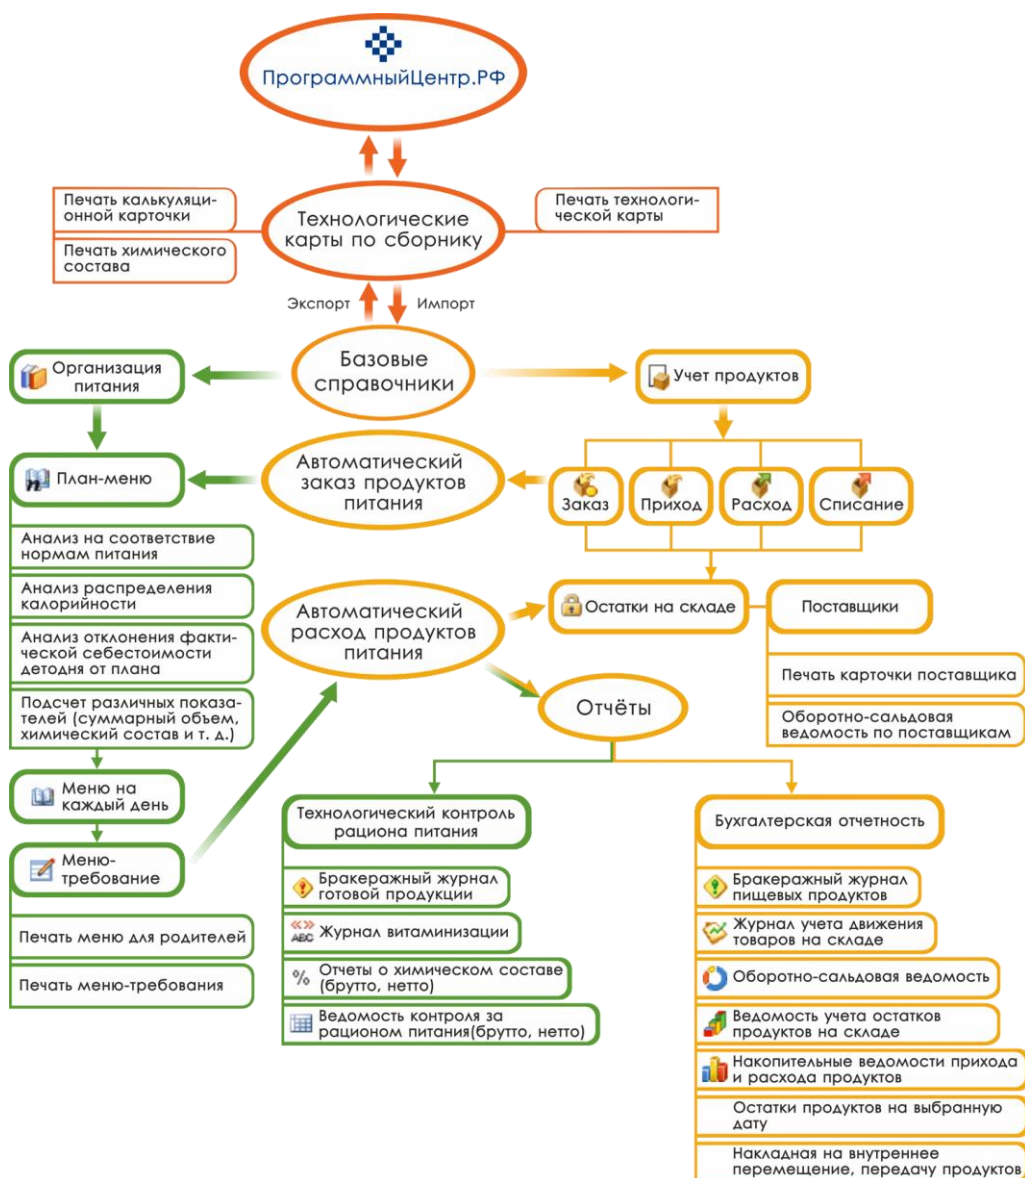 ПрограммныйЦентр.РФ
Печать калькуляци-
онной карточки
Печать химического
состава
Технологические
карты по сборнику
Печать технологи-
ческой карты
Экспорт
Импорт
Организация
питания
Базовые
справочники
Учет продуктов
План-меню
Автоматический
заказ продуктов
питания
Заказ
Приход
Расход
Списание
Анализ на соответствие
нормам питания
Анализ распределения
калорийности
Анализ отклонения факти-
ческой себестоимости
детодня от плана
Подсчет различных показа-
телей (суммарный объем,
химический состав и т. д.)
Автоматический
расход продуктов
питания
Остатки на складе
Поставщики
Печать карточки поставщика
Оборотно-сальдовая
ведомость по поставщикам
Отчёты
Меню на
каждый день
Меню-
требование
Печать меню для родителей
Печать меню-требования
Технологический контроль
рациона питания
Бракеражный журнал
готовой продукции
ABC
Журнал витаминизации
%
Отчеты о химическом составе
(брутто, нетто)
Ведомость контроля за
рационом питания(брутто, нетто)
Бухгалтерская отчетность
Бракеражный журнал
пищевых продуктов
Журнал учета движения
товаров на складе
Оборотно-сальдовая ведомость
Ведомость учета остатков
продуктов на складе
Накопительные ведомости прихода
и расхода продуктов
Остатки продуктов на выбранную
дату
Накладная на внутреннее
перемещение, передачу продуктов